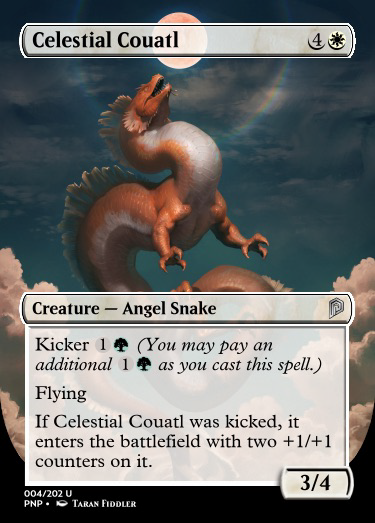 Celestial Couatl 4
Creature — Angel Snake
Kicker 1 (You may pay an
additional 1 as you cast this spell.)
Flying
If Celestial Couatl was kicked, it
enters the battlefield with two +1/+1
counters on it.
3/4
004/202 U
PNP • Taran Fiddler